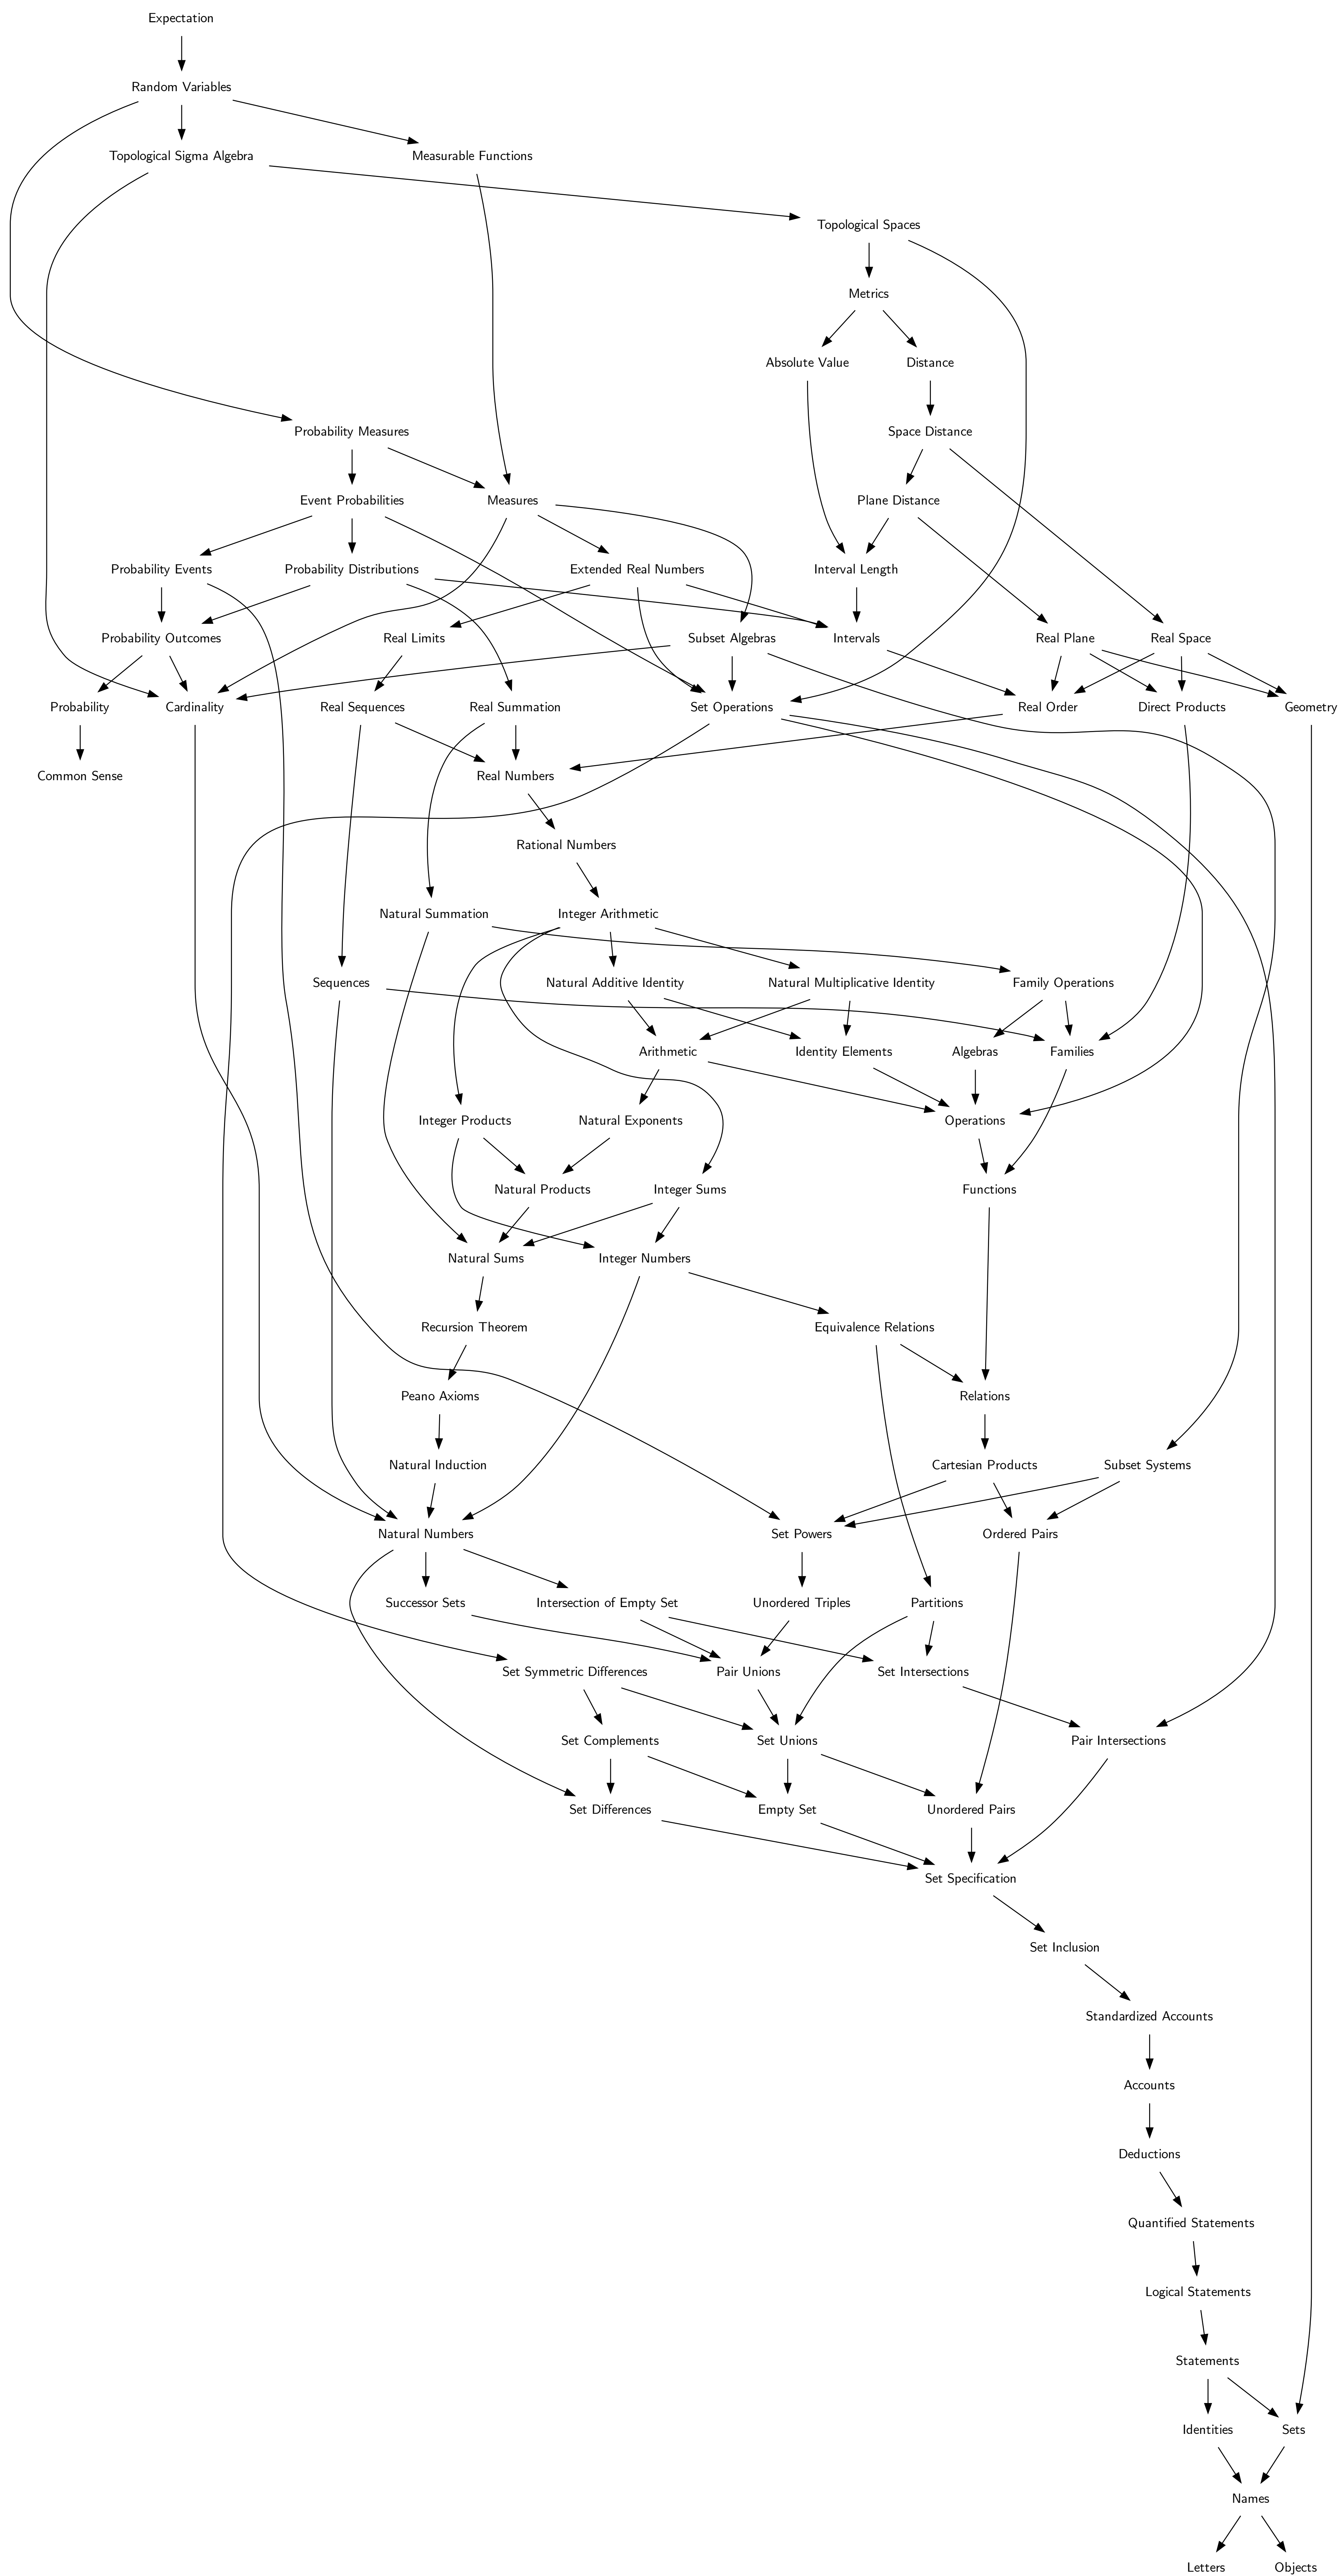 Expectation
Random Variables
Topological Sigma Algebra
Measurable Functions
Topological Spaces
Metrics
Absolute Value
Distance
Probability Measures
Space Distance
Event Probabilities
Measures
Plane Distance
Probability Events
Probability Distributions
Extended Real Numbers
Interval Length
Probability Outcomes
Real Limits
Subset Algebras
Intervals
Real Plane
Real Space
Probability
Cardinality
Real Sequences
Real Summation
Set Operations
Real Order
Direct Products
Geometry
Common Sense
Real Numbers
Rational Numbers
Natural Summation
Integer Arithmetic
Sequences
Natural Additive Identity
Natural Multiplicative Identity
Family Operations
Arithmetic
Identity Elements
Algebras
Families
Integer Products
Natural Exponents
Operations
Natural Products
Integer Sums
Functions
Natural Sums
Integer Numbers
Recursion Theorem
Equivalence Relations
Peano Axioms
Relations
Natural Induction
Cartesian Products
Subset Systems
Natural Numbers
Set Powers
Ordered Pairs
Successor Sets
Intersection of Empty Set
Unordered Triples
Partitions
Set Symmetric Differences
Pair Unions
Set Intersections
Set Complements
Set Unions
Pair Intersections
Set Differences
Empty Set
Unordered Pairs
Set Specification
Set Inclusion
Standardized Accounts
Accounts
Deductions
Quantified Statements
Logical Statements
Statements
Identities
Sets
Names
Letters
Objects